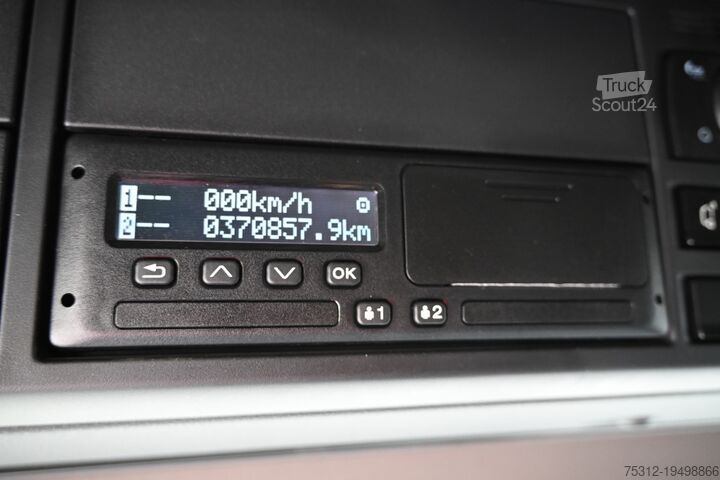 Truck
Scout24
1-- 000km/h
2-- 0370857.9km
OK
1
2
75312-19498866